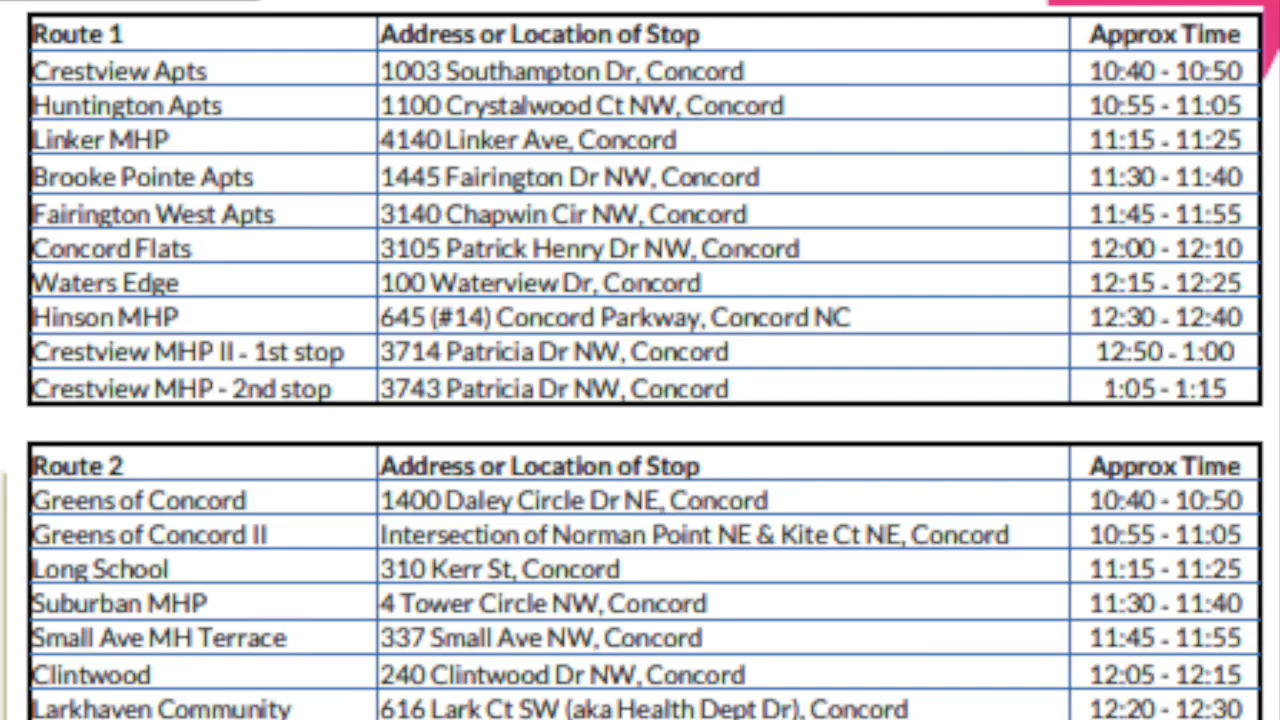 Route 1 Address or Location of Stop Approx Time
Crestview Apts 1003 Southampton Dr, Concord 10:40 - 10:50
Huntington Apts 1100 Crystalwood Ct NW, Concord 10:55 - 11:05
Linker MHP 4140 Linker Ave, Concord 11:15 - 11:25
Brooke Pointe Apts 1445 Fairington Dr NW, Concord 11:30 - 11:40
Fairington West Apts 3140 Chapwin Cir NW, Concord 11:45 - 11:55
Concord Flats 3105 Patrick Henry Dr NW, Concord 12:00 - 12:10
Waters Edge 100 Waterview Dr, Concord 12:15 - 12:25
Hinson MHP 645 (#14) Concord Parkway, Concord NC 12:30 - 12:40
Crestview MHP II - 1st stop 3714 Patricia Dr NW, Concord 12:50 - 1:00
Crestview MHP - 2nd stop 3743 Patricia Dr NW, Concord 1:05 - 1:15
Route 2 Address or Location of Stop Approx Time
Greens of Concord 1400 Daley Circle Dr NE, Concord 10:40 - 10:50
Greens of Concord II Intersection of Norman Point NE & Kite Ct NE, Concord 10:55 - 11:05
Long School 310 Kerr St, Concord 11:15 - 11:25
Suburban MHP 4 Tower Circle NW, Concord 11:30 - 11:40
Small Ave MH Terrace 337 Small Ave NW, Concord 11:45 - 11:55
Clintwood 240 Clintwood Dr NW, Concord 12:05 - 12:15
Larkhaven Community 616 Lark Ct SW (aka Health Dept Dr), Concord 12:20 - 12:30